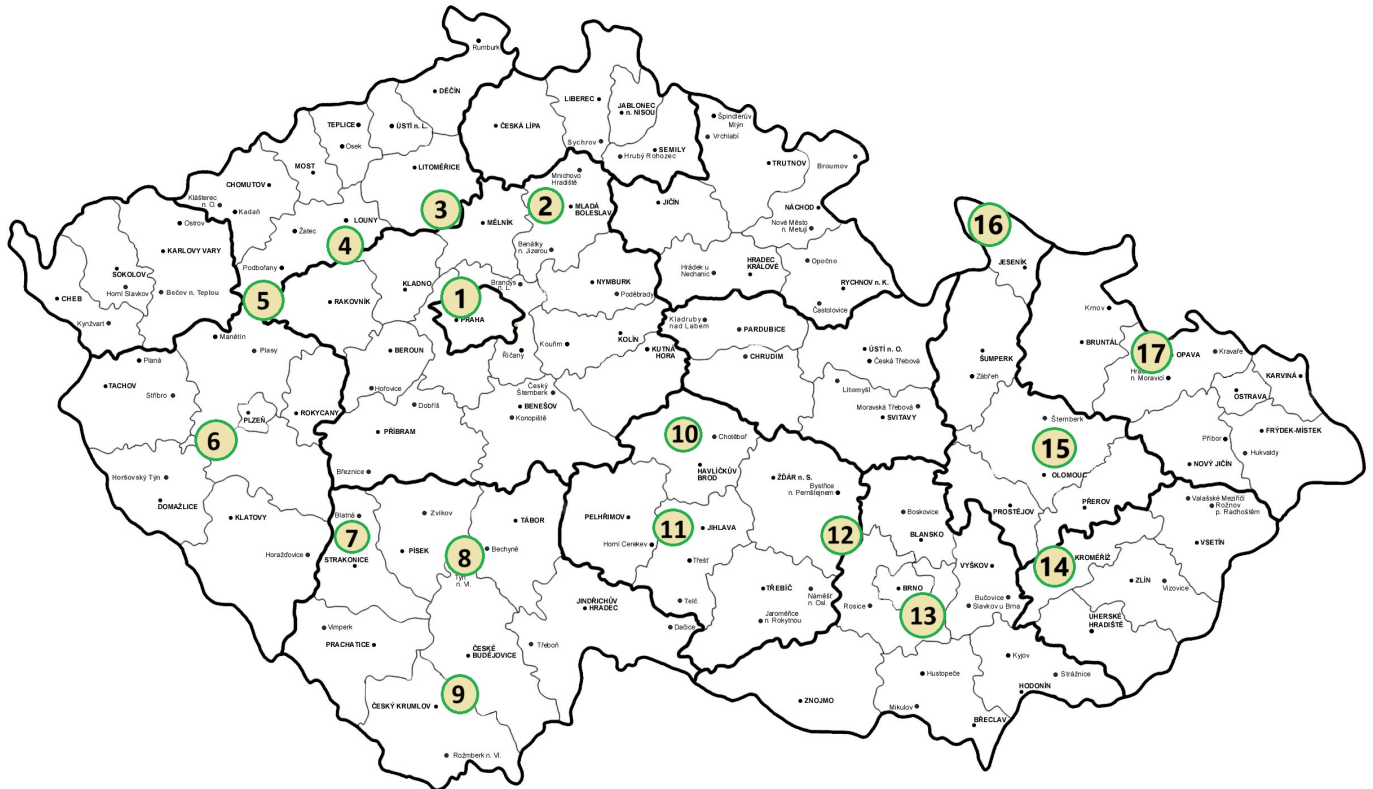 Rumburk
DĚČÍN
LIBEREC
JABLONEC
n. NISOU
TEPLICE
ÚSTÍ n. L.
ČESKÁ LÍPA
Špindlerův
Mlýn
Vrchlabí
Osek
Sychrov
SEMILY
Hrubý Rohozec
MOST
LITOMĚŘICE
TRUTNOV
Broumov
CHOMUTOV
Mnichovo
Hradiště
Klášterec
n. O.
Kadaň
3
2
MLADÁ
BOLESLAV
JIČÍN
NÁCHOD
Ostrov
LOUNY
MĚLNÍK
Nové Město
n. Metují
16
Žatec
4
KARLOVY VARY
Benátky
n. Jizerou
Opočno
JESENÍK
SOKOLOV
Podbořany
Hrádek u
Nechanic
HRADEC
KRÁLOVÉ
Horní Slavkov
Bečov n. Teplou
KLADNO
Brandýs
n. L.
NYMBURK
RYCHNOV n. K.
CHEB
5
RAKOVNÍK
1
Poděbrady
Častolovice
Krnov
Kynžvart
PRAHA
Kladruby
nad Labem
PARDUBICE
Manětín
KOLÍN
BRUNTÁL
17
OPAVA
Kravaře
Plasy
BEROUN
Říčany
Kouřim
KUTNÁ
HORA
CHRUDIM
ÚSTÍ n. O.
Česká Třebová
ŠUMPERK
Planá
Hrad
n. Moravicí
KARVINÁ
TACHOV
Hořovice
Český
Šternberk
Litomyšl
Zábřeh
OSTRAVA
Stříbro
Dobříš
BENEŠOV
Konopiště
Moravská Třebová
SVITAVY
Šternberk
PLZEŇ
ROKYCANY
PŘÍBRAM
10
Chotěboř
15
Příbor
FRÝDEK-MÍSTEK
6
Hukvaldy
Březnice
HAVLÍČKŮV
BROD
ŽĎÁR n. S.
OLOMOUC
NOVÝ JIČÍN
Horšovský Týn
Bystřice
n. Pernštejnem
DOMAŽLICE
Blatná
Zvíkov
TÁBOR
PELHŘIMOV
Boskovice
PROSTĚJOV
PŘEROV
Valašské Meziříčí
Rožnov
p. Radhoštěm
KLATOVY
7
11
JIHLAVA
12
BLANSKO
VSETÍN
Horažďovice
STRAKONICE
PÍSEK
8
Bechyně
Horní Cerekev
Třešť
VYŠKOV
14
KROMĚŘÍŽ
Týn
n. Vl.
TŘEBÍČ
BRNO
ZLÍN
Vizovice
JINDŘICHŮV
HRADEC
Telč
Náměšť
n. Osl.
Rosice
13
Bučovice
Slavkov u Brna
Vimperk
Jaroměřice
n. Rokytnou
UHERSKÉ
HRADIŠTĚ
PRACHATICE
ČESKÉ
BUDĚJOVICE
Třeboň
Dačice
Kyjov
9
Hustopeče
Strážnice
ČESKÝ KRUMLOV
ZNOJMO
Mikulov
HODONÍN
BŘECLAV
Rožmberk n. Vl.